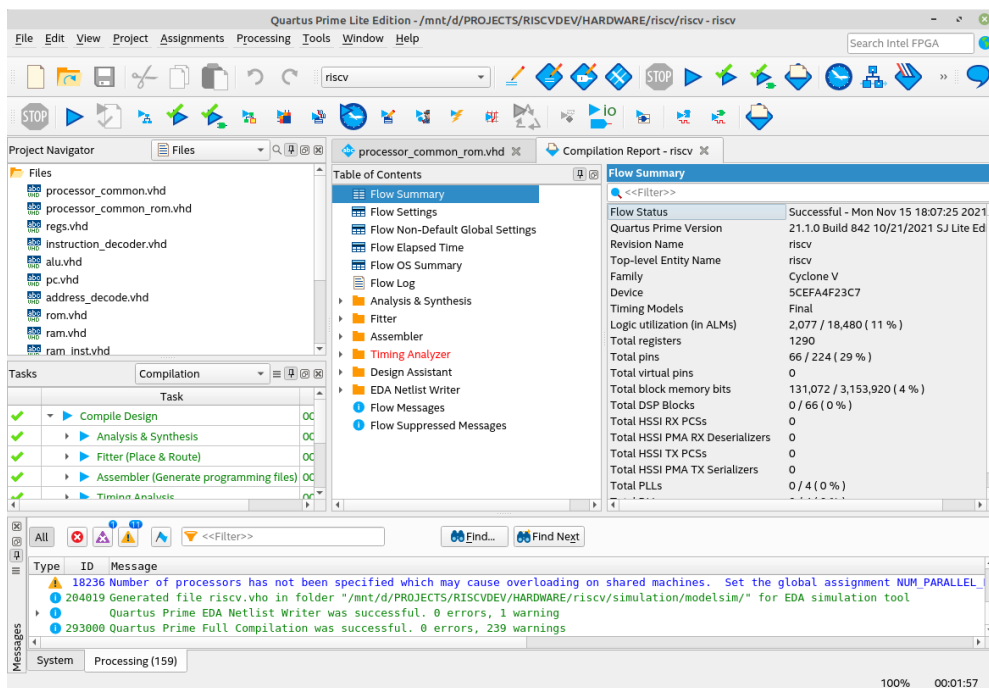 Quartus Prime Lite Edition - /mnt/d/PROJECTS/RISCVDEV/HARDWARE/riscv/riscv - riscv
File Edit View Project Assignments Processing Tools Window Help
Search Intel FPGA
STOP
riscv
STOP
io
Project Navigator
Files
Files
processor_common.vhd
processor_common_rom.vhd
regs.vhd
instruction_decoder.vhd
alu.vhd
pc.vhd
address_decode.vhd
rom.vhd
ram.vhd
ram_inst.vhd
Tasks
Compilation
Task
Compile Design
Analysis & Synthesis
Fitter (Place & Route)
Assembler (Generate programming files)
Timing Analysis
processor_common_rom.vhd
Compilation Report - riscv
Table of Contents
Flow Summary
Flow Settings
Flow Non-Default Global Settings
Flow Elapsed Time
Flow OS Summary
Flow Log
Analysis & Synthesis
Fitter
Assembler
Timing Analyzer
Design Assistant
EDA Netlist Writer
Flow Messages
Flow Suppressed Messages
Flow Summary
<<Filter>>
Flow Status Successful - Mon Nov 15 18:07:25 2021
Quartus Prime Version 21.1.0 Build 842 10/21/2021 SJ Lite Ed
Revision Name riscv
Top-level Entity Name riscv
Family Cyclone V
Device 5CEFA4F23C7
Timing Models Final
Logic utilization (in ALMs) 2,077 / 18,480 ( 11 % )
Total registers 1290
Total pins 66 / 224 ( 29 % )
Total virtual pins 0
Total block memory bits 131,072 / 3,153,920 ( 4 % )
Total DSP Blocks 0 / 66 ( 0 % )
Total HSSI RX PCSs 0
Total HSSI PMA RX Deserializers 0
Total HSSI TX PCSs 0
Total HSSI PMA TX Serializers 0
Total PLLs 0 / 4 ( 0 % )
All
1
11
<<Filter>>
Find...
Find Next
Type ID Message
18236 Number of processors has not been specified which may cause overloading on shared machines. Set the global assignment NUM_PARALLEL_
204019 Generated file riscv.vho in folder "/mnt/d/PROJECTS/RISCVDEV/HARDWARE/riscv/simulation/modelsim/" for EDA simulation tool
Quartus Prime EDA Netlist Writer was successful. 0 errors, 1 warning
293000 Quartus Prime Full Compilation was successful. 0 errors, 239 warnings
Messages
System Processing (159)
100% 00:01:57